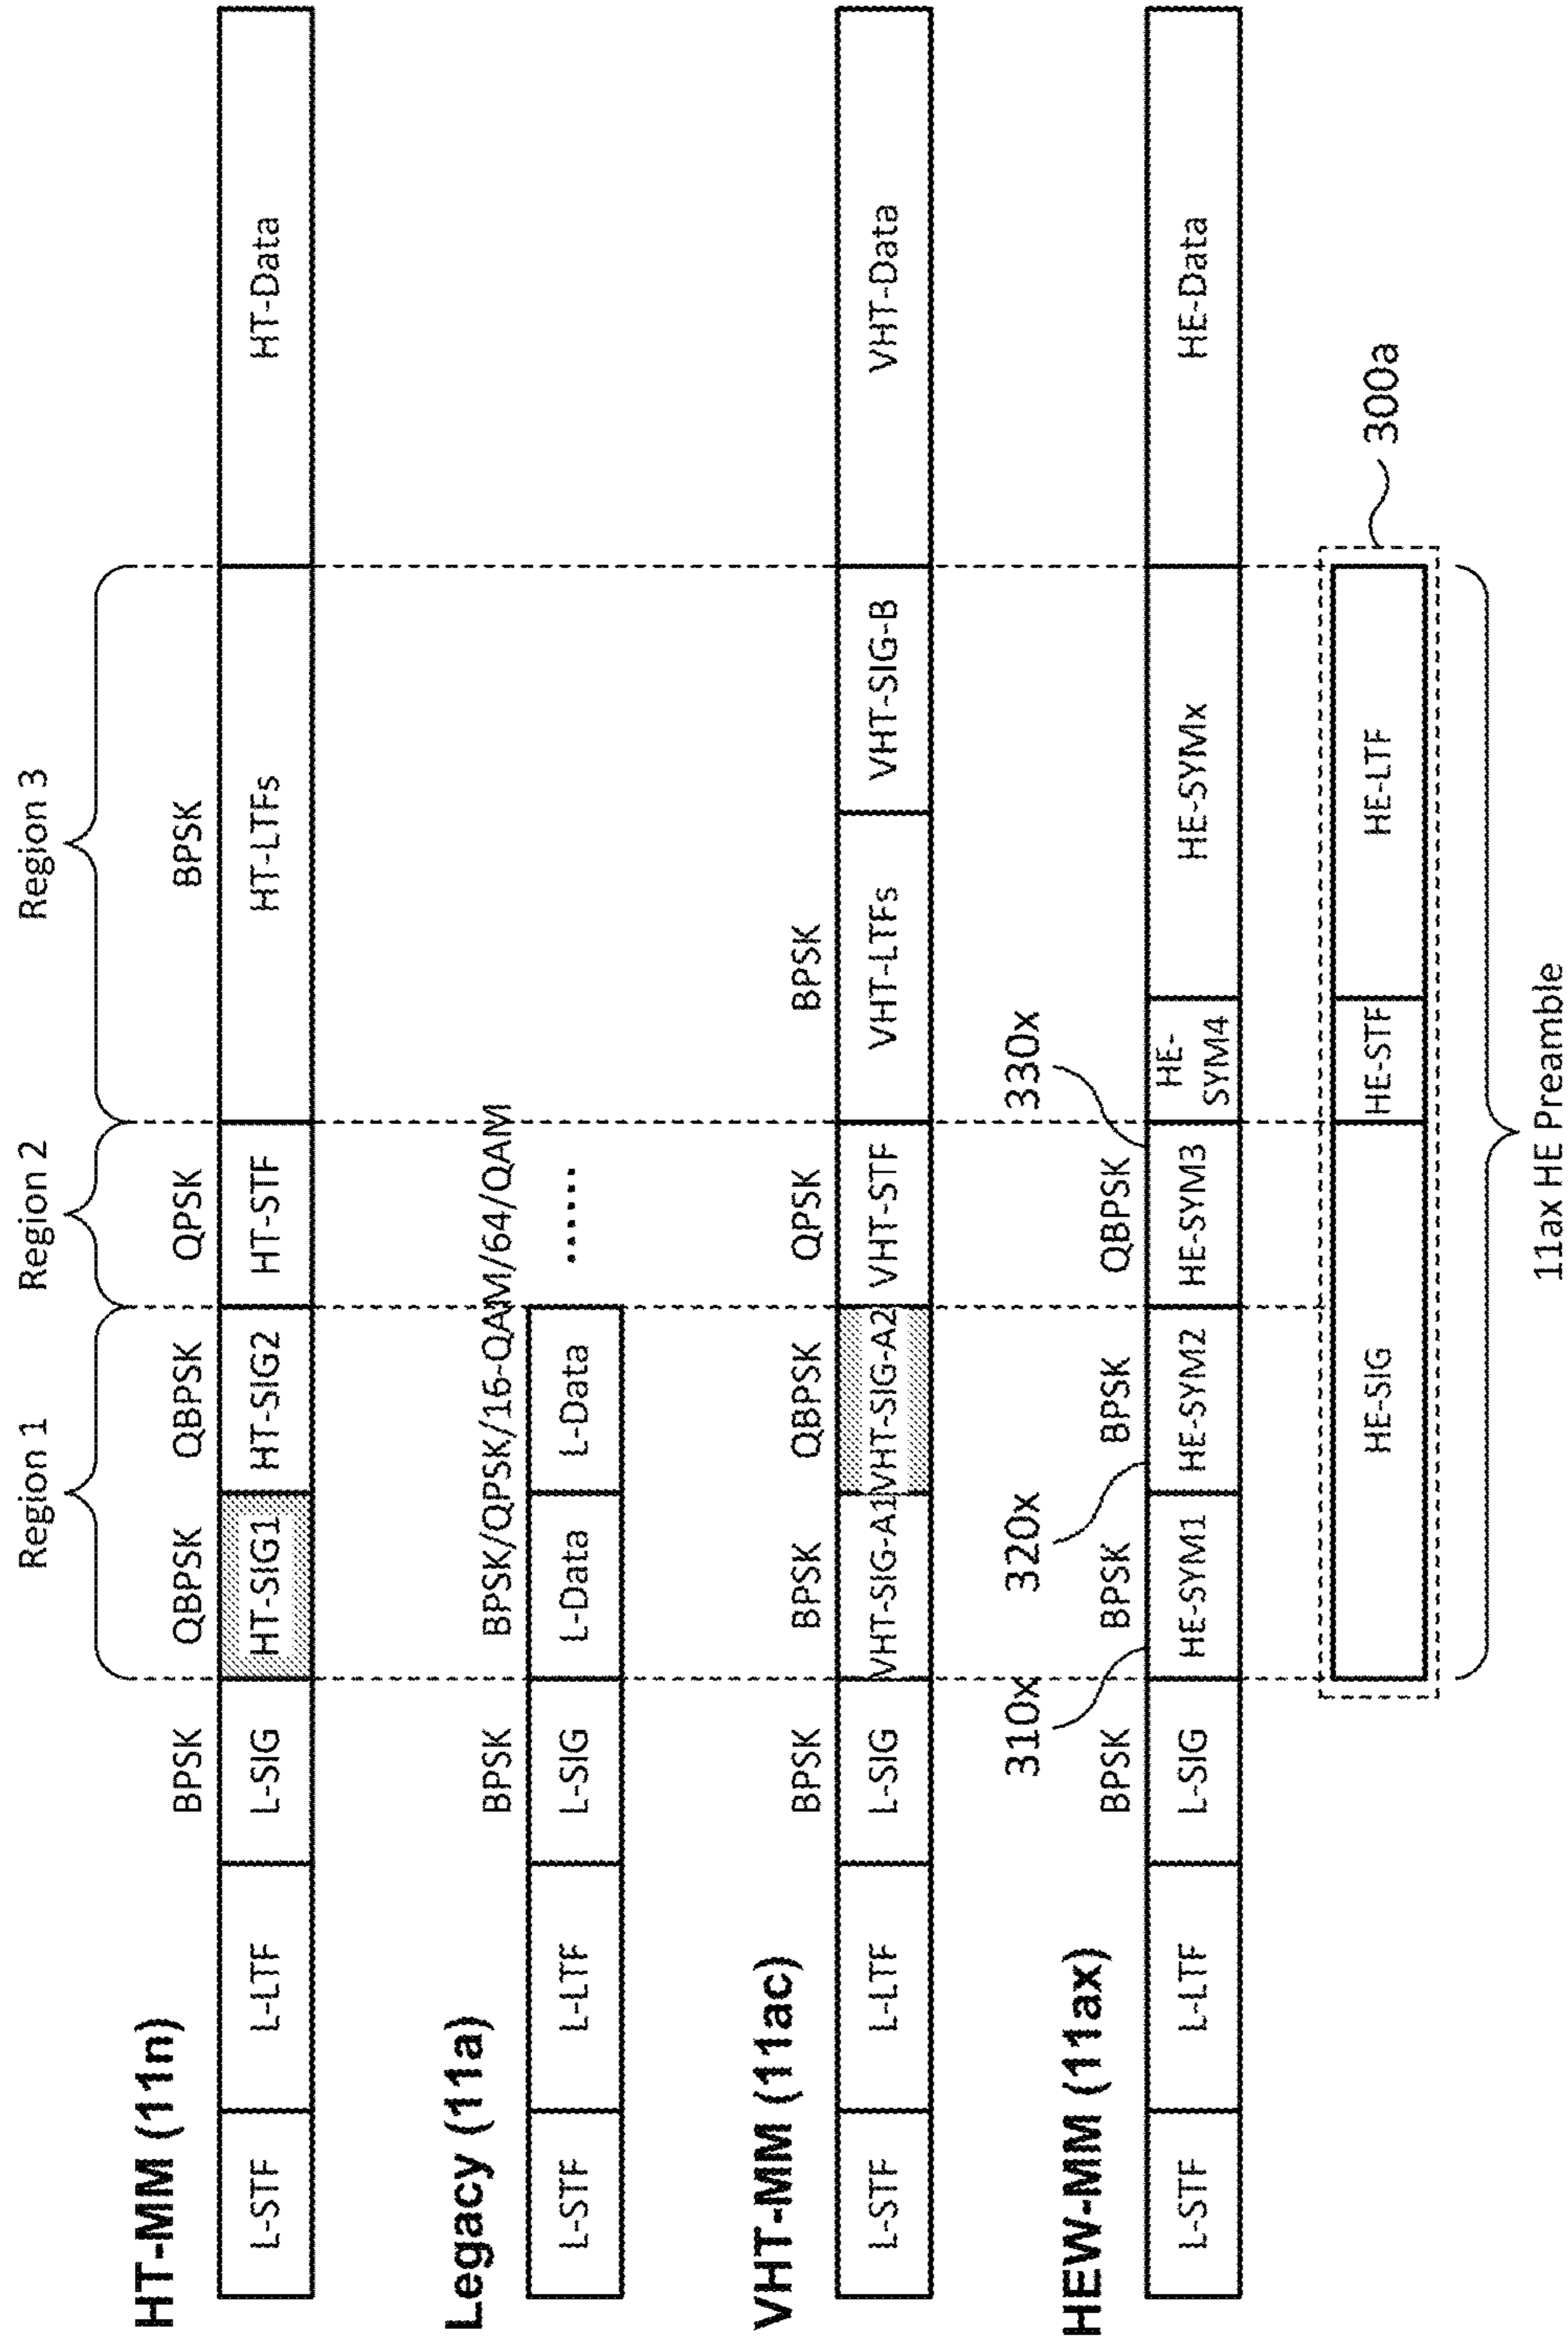 Region 1
Region 2
Region 3
HT-MM (11n)
BPSK
QBPSK
QBPSK
QPSK
BPSK
L-STF
L-LTF
L-SIG
HT-SIG1
HT-SIG2
HT-STF
HT-LTFs
HT-Data
Legacy (11a)
BPSK
BPSK/QPSK/16-QAM/64/QAM
L-STF
L-LTF
L-SIG
L-Data
L-Data
......
VHT-MM (11ac)
BPSK
BPSK
QBPSK
QPSK
BPSK
L-STF
L-LTF
L-SIG
VHT-SIG-A1
VHT-SIG-A2
VHT-STF
VHT-LTFs
VHT-SIG-B
VHT-Data
310x
320x
330x
HEW-MM (11ax)
BPSK
BPSK
BPSK
QBPSK
L-STF
L-LTF
L-SIG
HE-SYM1
HE-SYM2
HE-SYM3
HE-
SYM4
HE-SYMx
HE-Data
HE-SIG
HE-STF
HE-LTF
300a
11ax HE Preamble